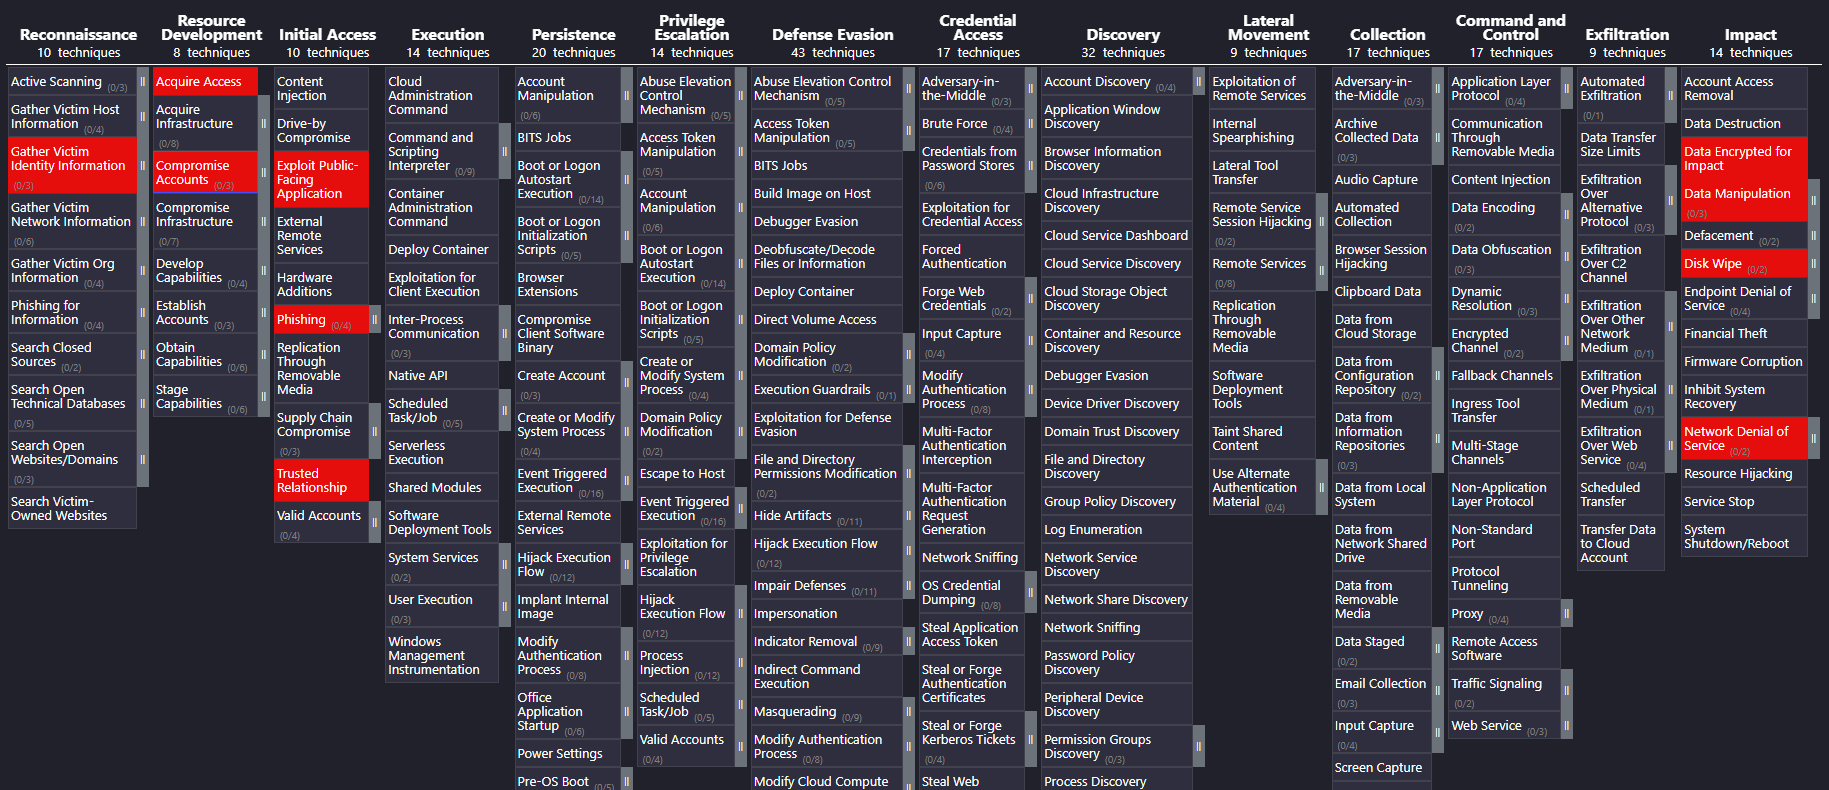 Reconnaissance
10 techniques
Active Scanning (0/3)
Gather Victim Host
Information (0/4)
Gather Victim
Identity Information
(0/3)
Gather Victim
Network Information
(0/6)
Gather Victim Org
Information (0/4)
Phishing for
Information (0/4)
Search Closed
Sources (0/2)
Search Open
Technical Databases
(0/5)
Search Open
Websites/Domains
(0/3)
Search Victim-
Owned Websites
Resource
Development
8 techniques
Acquire Access
Acquire
Infrastructure
(0/8)
Compromise
Accounts (0/3)
Compromise
Infrastructure
(0/7)
Develop
Capabilities (0/4)
Establish
Accounts (0/3)
Obtain
Capabilities (0/6)
Stage
Capabilities (0/6)
Initial Access
10 techniques
Content
Injection
Drive-by
Compromise
Exploit Public-
Facing
Application
External
Remote
Services
Hardware
Additions
Phishing (0/4)
Replication
Through
Removable
Media
Supply Chain
Compromise
(0/3)
Trusted
Relationship
Valid Accounts
(0/4)
Execution
14 techniques
Cloud
Administration
Command
Command and
Scripting
Interpreter (0/9)
Container
Administration
Command
Deploy Container
Exploitation for
Client Execution
Inter-Process
Communication
(0/3)
Native API
Scheduled
Task/Job (0/5)
Serverless
Execution
Shared Modules
Software
Deployment Tools
System Services
(0/2)
User Execution
(0/3)
Windows
Management
Instrumentation
Persistence
20 techniques
Account
Manipulation
(0/6)
BITS Jobs
Boot or Logon
Autostart
Execution (0/14)
Boot or Logon
Initialization
Scripts (0/5)
Browser
Extensions
Compromise
Client Software
Binary
Create Account
(0/3)
Create or Modify
System Process
(0/4)
Event Triggered
Execution (0/16)
External Remote
Services
Hijack Execution
Flow (0/12)
Implant Internal
Image
Modify
Authentication
Process (0/8)
Office
Application
Startup (0/6)
Power Settings
Pre-OS Boot (0/5)
Privilege
Escalation
14 techniques
Abuse Elevation
Control
Mechanism (0/5)
Access Token
Manipulation
(0/5)
Account
Manipulation
(0/6)
Boot or Logon
Autostart
Execution (0/14)
Boot or Logon
Initialization
Scripts (0/5)
Create or
Modify System
Process (0/4)
Domain Policy
Modification
(0/2)
Escape to Host
Event Triggered
Execution (0/16)
Exploitation for
Privilege
Escalation
Hijack
Execution Flow
(0/12)
Process
Injection (0/12)
Scheduled
Task/Job (0/5)
Valid Accounts
(0/4)
Defense Evasion
43 techniques
Abuse Elevation Control
Mechanism (0/5)
Access Token
Manipulation (0/5)
BITS Jobs
Build Image on Host
Debugger Evasion
Deobfuscate/Decode
Files or Information
Deploy Container
Direct Volume Access
Domain Policy
Modification (0/2)
Execution Guardrails (0/1)
Exploitation for Defense
Evasion
File and Directory
Permissions Modification
(0/2)
Hide Artifacts (0/11)
Hijack Execution Flow
(0/12)
Impair Defenses (0/11)
Impersonation
Indicator Removal (0/9)
Indirect Command
Execution
Masquerading (0/9)
Modify Authentication
Process (0/8)
Modify Cloud Compute
Credential
Access
17 techniques
Adversary-in-
the-Middle (0/3)
Brute Force (0/4)
Credentials from
Password Stores
(0/6)
Exploitation for
Credential Access
Forced
Authentication
Forge Web
Credentials (0/2)
Input Capture
(0/4)
Modify
Authentication
Process (0/8)
Multi-Factor
Authentication
Interception
Multi-Factor
Authentication
Request
Generation
Network Sniffing
OS Credential
Dumping (0/8)
Steal Application
Access Token
Steal or Forge
Authentication
Certificates
Steal or Forge
Kerberos Tickets
(0/4)
Steal Web
Discovery
32 techniques
Account Discovery (0/4)
Application Window
Discovery
Browser Information
Discovery
Cloud Infrastructure
Discovery
Cloud Service Dashboard
Cloud Service Discovery
Cloud Storage Object
Discovery
Container and Resource
Discovery
Debugger Evasion
Device Driver Discovery
Domain Trust Discovery
File and Directory
Discovery
Group Policy Discovery
Log Enumeration
Network Service
Discovery
Network Share Discovery
Network Sniffing
Password Policy
Discovery
Peripheral Device
Discovery
Permission Groups
Discovery (0/3)
Process Discovery
Lateral
Movement
9 techniques
Exploitation of
Remote Services
Internal
Spearphishing
Lateral Tool
Transfer
Remote Service
Session Hijacking
(0/2)
Remote Services
(0/8)
Replication
Through
Removable
Media
Software
Deployment
Tools
Taint Shared
Content
Use Alternate
Authentication
Material (0/4)
Collection
17 techniques
Adversary-in-
the-Middle (0/3)
Archive
Collected Data
(0/3)
Audio Capture
Automated
Collection
Browser Session
Hijacking
Clipboard Data
Data from
Cloud Storage
Data from
Configuration
Repository (0/2)
Data from
Information
Repositories
(0/3)
Data from Local
System
Data from
Network Shared
Drive
Data from
Removable
Media
Data Staged
(0/2)
Email Collection
(0/3)
Input Capture
(0/4)
Screen Capture
Command and
Control
17 techniques
Application Layer
Protocol (0/4)
Communication
Through
Removable Media
Content Injection
Data Encoding
(0/2)
Data Obfuscation
(0/3)
Dynamic
Resolution (0/3)
Encrypted
Channel (0/2)
Fallback Channels
Ingress Tool
Transfer
Multi-Stage
Channels
Non-Application
Layer Protocol
Non-Standard
Port
Protocol
Tunneling
Proxy (0/4)
Remote Access
Software
Traffic Signaling
(0/2)
Web Service (0/3)
Exfiltration
9 techniques
Automated
Exfiltration
(0/1)
Data Transfer
Size Limits
Exfiltration
Over
Alternative
Protocol (0/3)
Exfiltration
Over C2
Channel
Exfiltration
Over Other
Network
Medium (0/1)
Exfiltration
Over Physical
Medium (0/1)
Exfiltration
Over Web
Service (0/4)
Scheduled
Transfer
Transfer Data
to Cloud
Account
Impact
14 techniques
Account Access
Removal
Data Destruction
Data Encrypted for
Impact
Data Manipulation
(0/3)
Defacement (0/2)
Disk Wipe (0/2)
Endpoint Denial of
Service (0/4)
Financial Theft
Firmware Corruption
Inhibit System
Recovery
Network Denial of
Service (0/2)
Resource Hijacking
Service Stop
System
Shutdown/Reboot